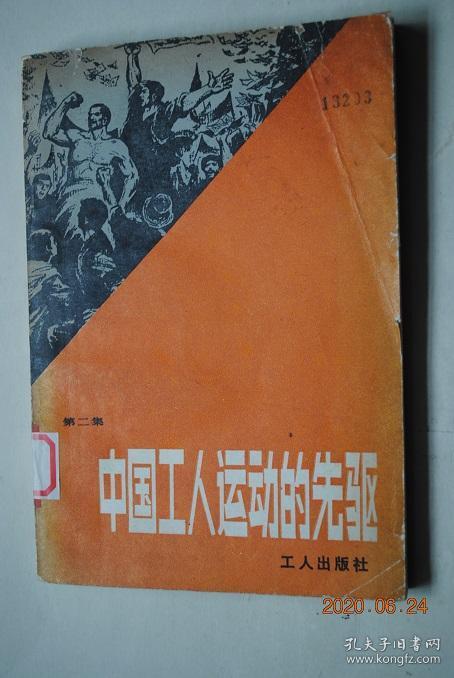 13203
第二集
中国工人运动的先驱
工人出版社
2020.06.24
孔夫子旧书网
www.kongfz.com